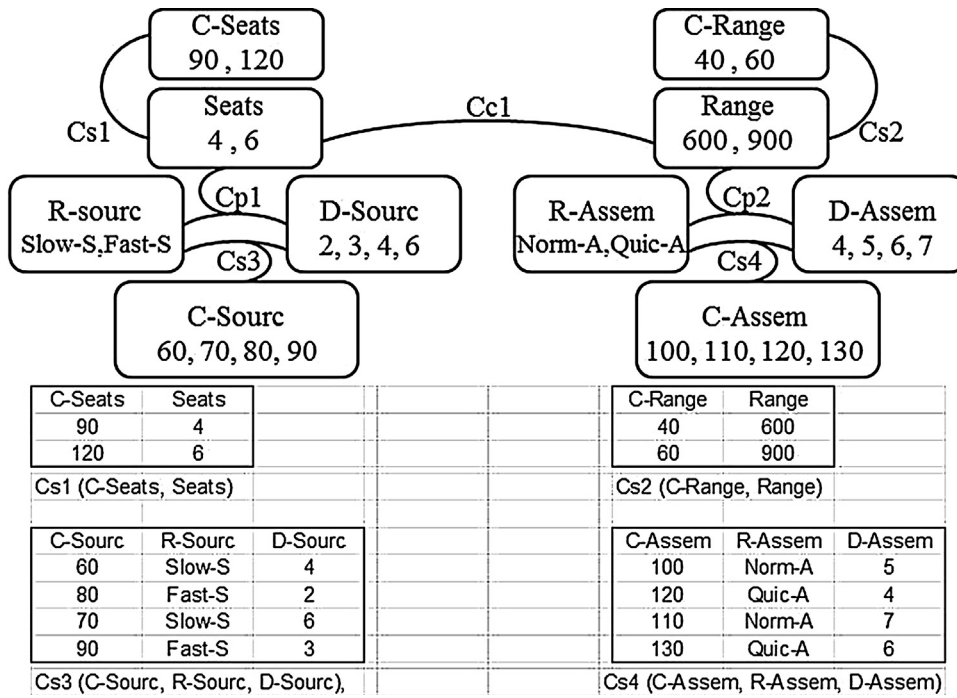 C-Seats
90, 120
C-Range
40, 60
Seats
4, 6
Range
600, 900
Cs1
Cc1
Cs2
R-sourc
Slow-S,Fast-S
Cp1
D-Sourc
2, 3, 4, 6
R-Assem
Norm-A,Quic-A
Cp2
D-Assem
4, 5, 6, 7
Cs3
Cs4
C-Sourc
60, 70, 80, 90
C-Assem
100, 110, 120, 130
C-Seats Seats
90 4
120 6
Cs1 (C-Seats, Seats)
C-Range Range
40 600
60 900
Cs2 (C-Range, Range)
C-Sourc R-Sourc D-Sourc
60 Slow-S 4
80 Fast-S 2
70 Slow-S 6
90 Fast-S 3
Cs3 (C-Sourc, R-Sourc, D-Sourc),
C-Assem R-Assem D-Assem
100 Norm-A 5
120 Quic-A 4
110 Norm-A 7
130 Quic-A 6
Cs4 (C-Assem, R-Assem, D-Assem)